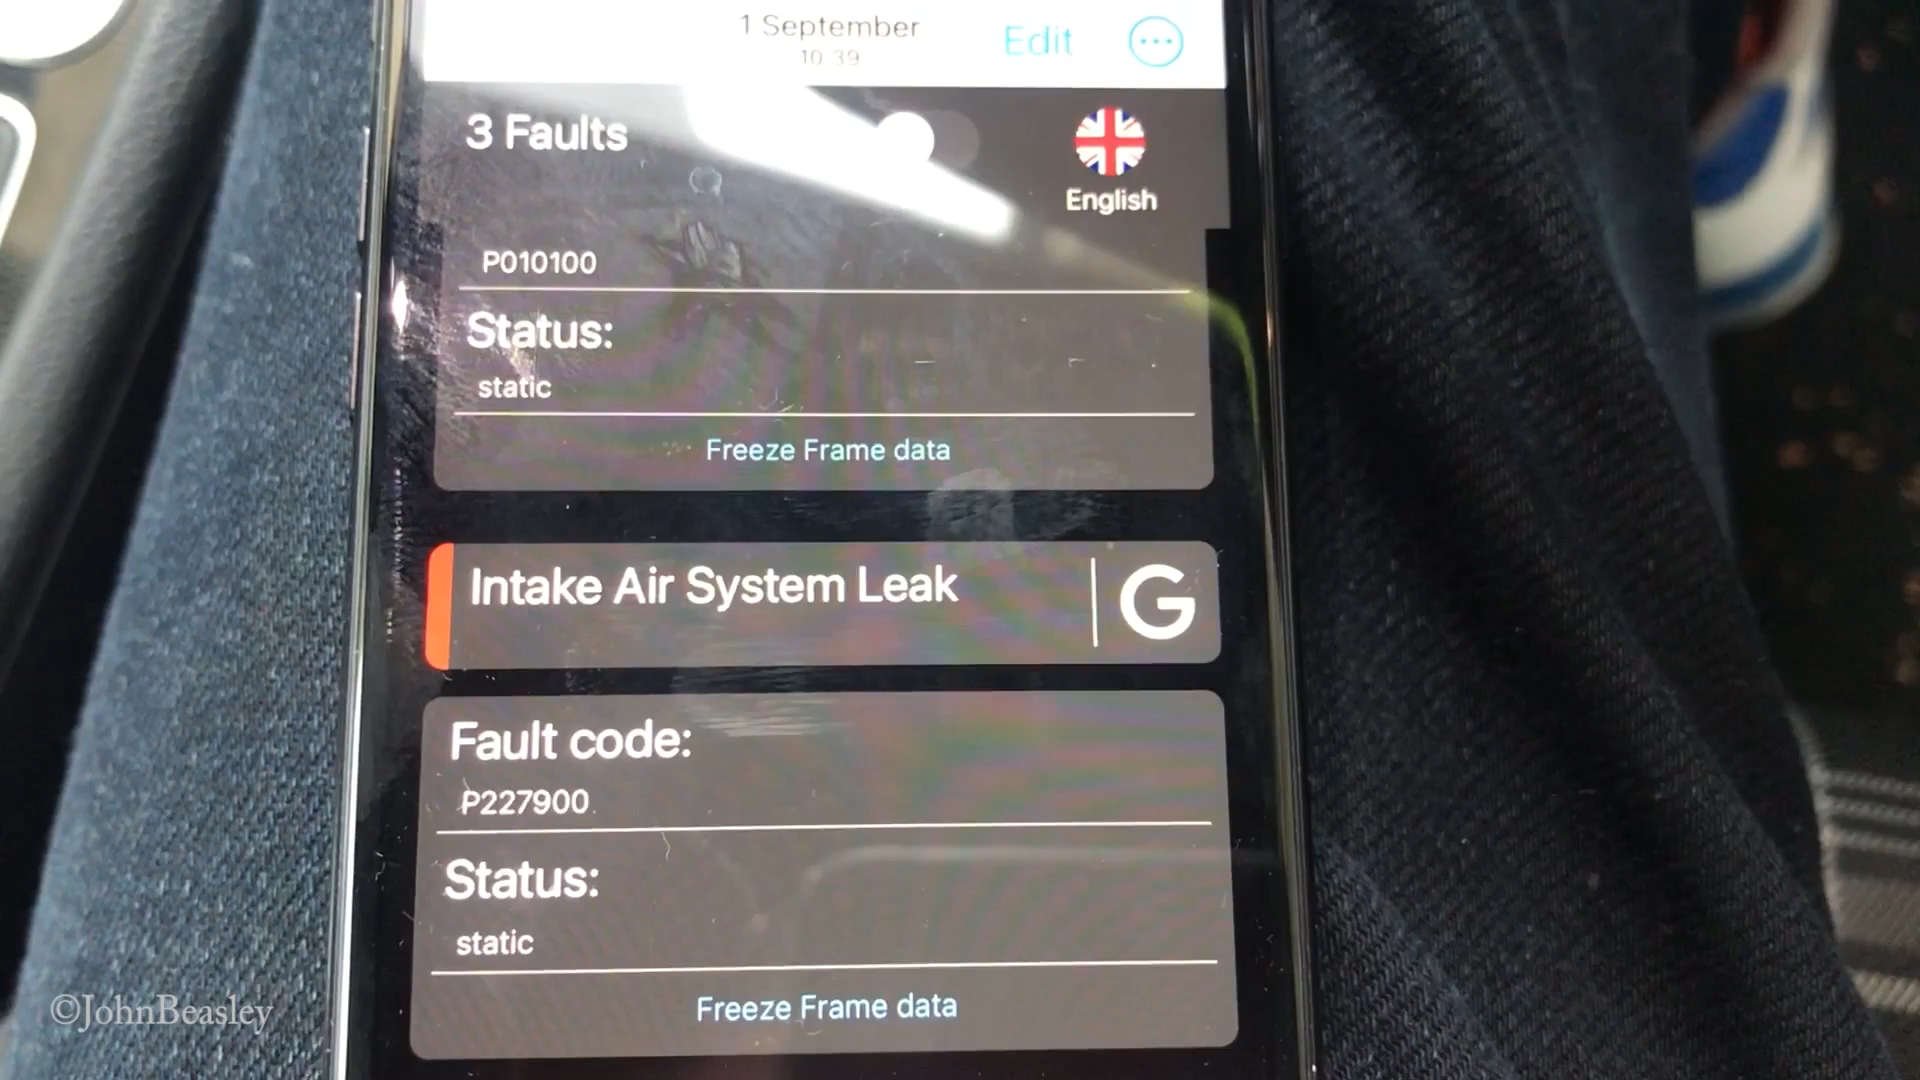 1 September
10 39
Edit
3 Faults
English
P010100
Status:
static
Freeze Frame data
Intake Air System Leak
G
Fault code:
P227900
Status:
static
Freeze Frame data
©JohnBeasley